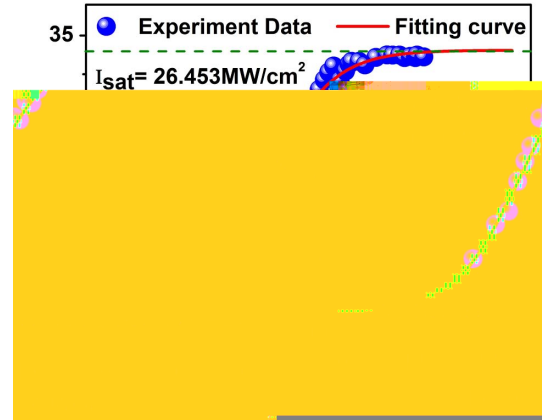 Experiment Data Fitting curve
35
Isat= 26.453MW/cm²